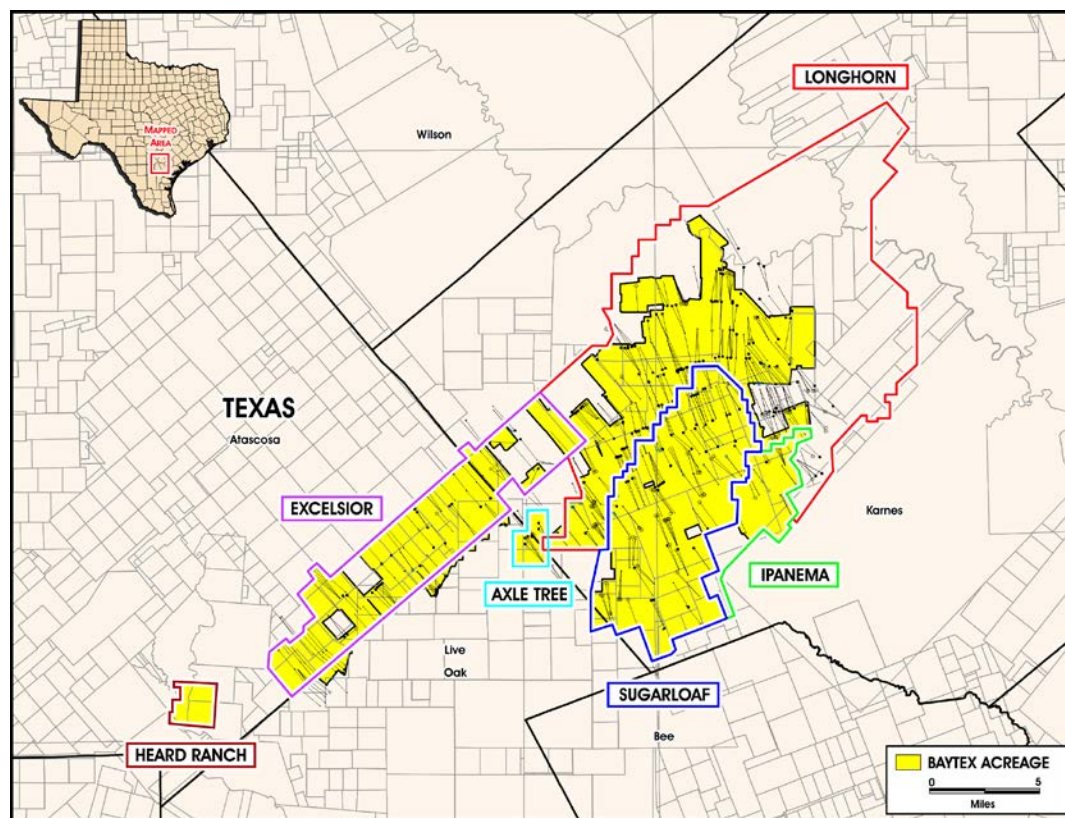 LONGHORN
MAPPED
AREA
Wilson
TEXAS
Atascosa
EXCELSIOR
Karnes
AXLE TREE
IPANEMA
Live
Oak
SUGARLOAF
Bee
HEARD RANCH
BAYTEX ACREAGE
0 5
Miles